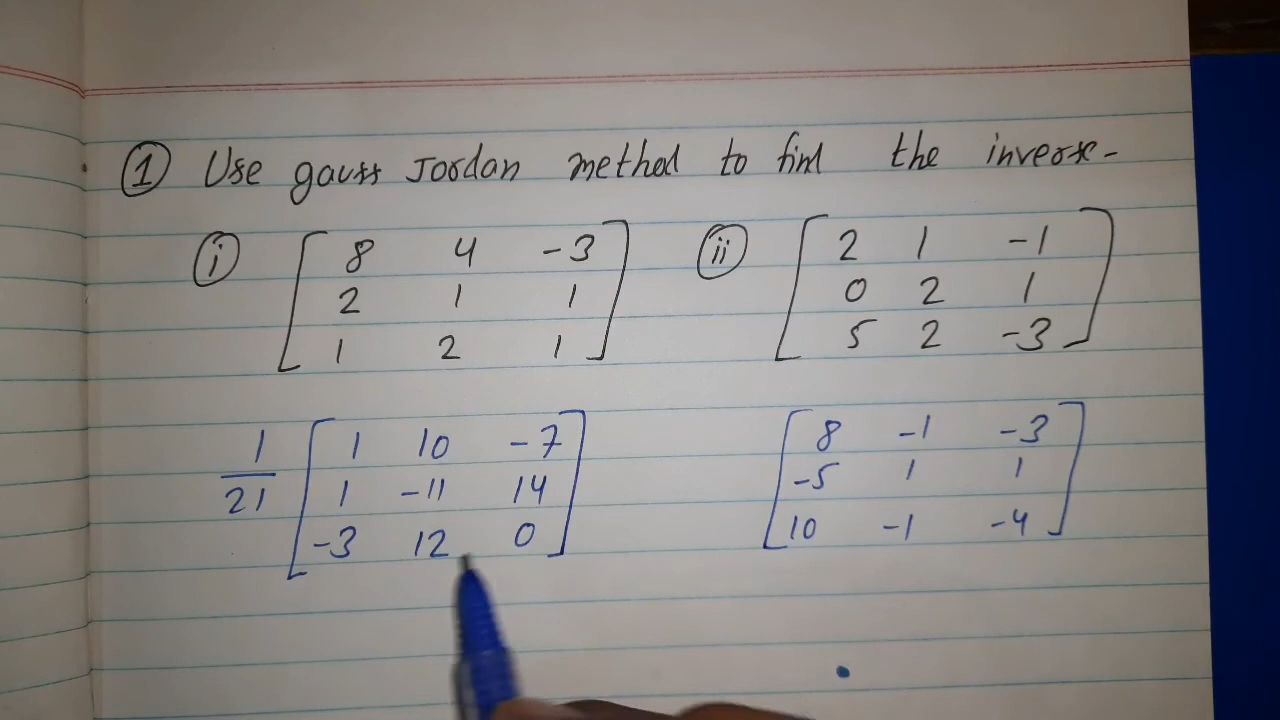 ① Use gauss Jordan method to find the inverse-
ⓘ [ 8 4 -3 ] ⓘⓘ [ 2 1 -1 ]
[ 2 1 1 ] [ 0 2 1 ]
[ 1 2 1 ] [ 5 2 -3 ]
1/21 [ 1 10 -7 ] [ 8 -1 -3 ]
[ 1 -11 14 ] [ -5 1 1 ]
[ -3 12 0 ] [ 10 -1 -4 ]